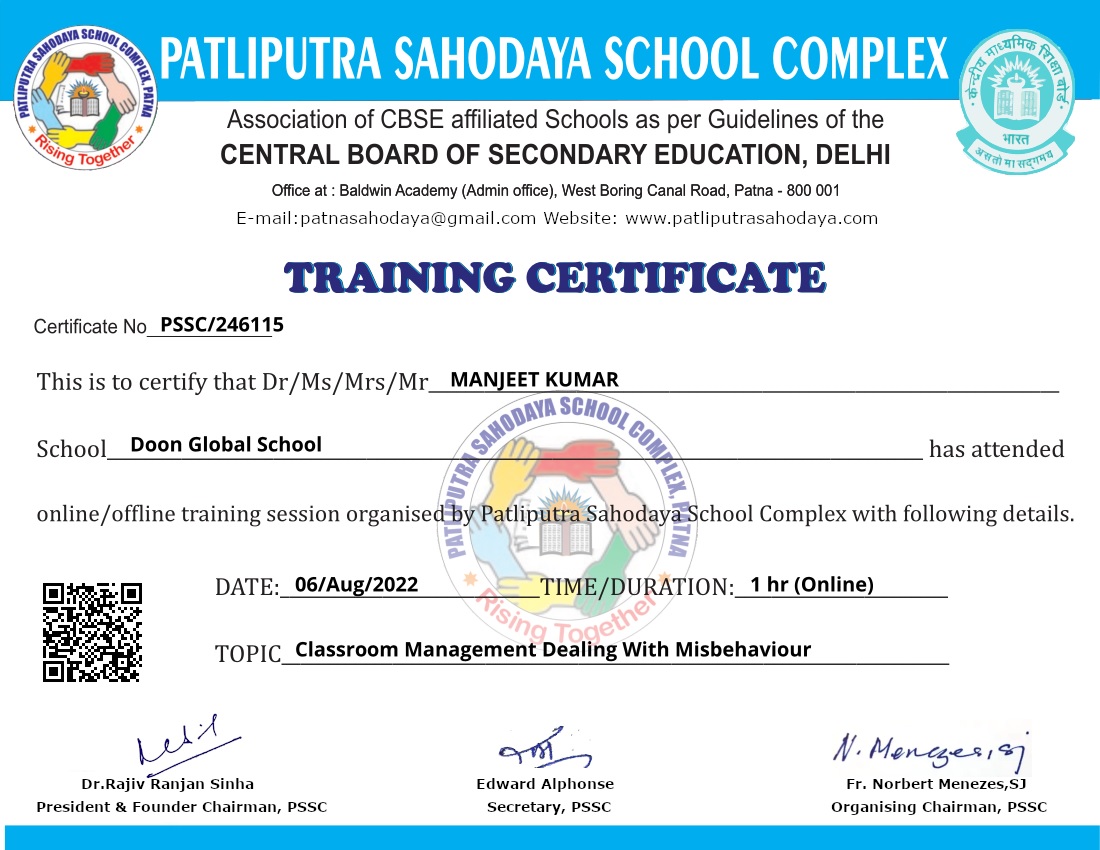 PATLIPUTRA SAHODAYA SCHOOL COMPLEX
PATLIPUTRA SAHODAYA SCHOOL COMPLEX, PATNA
Rising Together
केन्द्रीय माध्यमिक शिक्षा बोर्ड
भारत
असतो मा सद्गमय
Association of CBSE affiliated Schools as per Guidelines of the
CENTRAL BOARD OF SECONDARY EDUCATION, DELHI
Office at : Baldwin Academy (Admin office), West Boring Canal Road, Patna - 800 001
E-mail:patnasahodaya@gmail.com Website: www.patliputrasahodaya.com
TRAINING CERTIFICATE
Certificate No PSSC/246115
This is to certify that Dr/Ms/Mrs/Mr MANJEET KUMAR
School Doon Global School has attended
online/offline training session organised by Patliputra Sahodaya School Complex with following details.
PATLIPUTRA SAHODAYA SCHOOL COMPLEX, PATNA
Rising Together
DATE: 06/Aug/2022 TIME/DURATION: 1 hr (Online)
TOPIC Classroom Management Dealing With Misbehaviour
N. Menezes, sj
Dr.Rajiv Ranjan Sinha Edward Alphonse Fr. Norbert Menezes,SJ
President & Founder Chairman, PSSC Secretary, PSSC Organising Chairman, PSSC